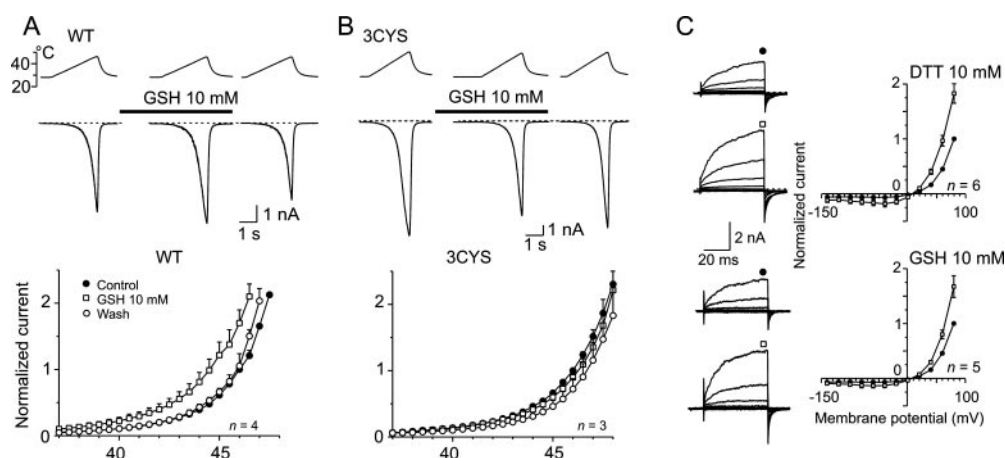 A
WT
°C
40
20
GSH 10 mM
1 nA
1 s
WT
Control
GSH 10 mM
Wash
Normalized current
2
1
0
n = 4
40
45
B
3CYS
GSH 10 mM
1 nA
1 s
3CYS
2
1
0
n = 3
40
45
C
2 nA
20 ms
DTT 10 mM
2
1
0
n = 6
-150
100
Normalized current
GSH 10 mM
2
1
0
n = 5
-150
100
Membrane potential (mV)